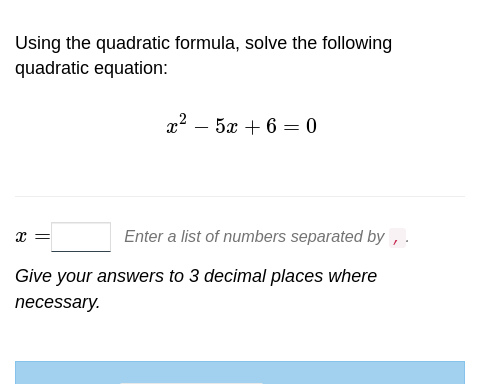 Using the quadratic formula, solve the following
quadratic equation:
x² − 5x + 6 = 0
x = Enter a list of numbers separated by , .
Give your answers to 3 decimal places where
necessary.